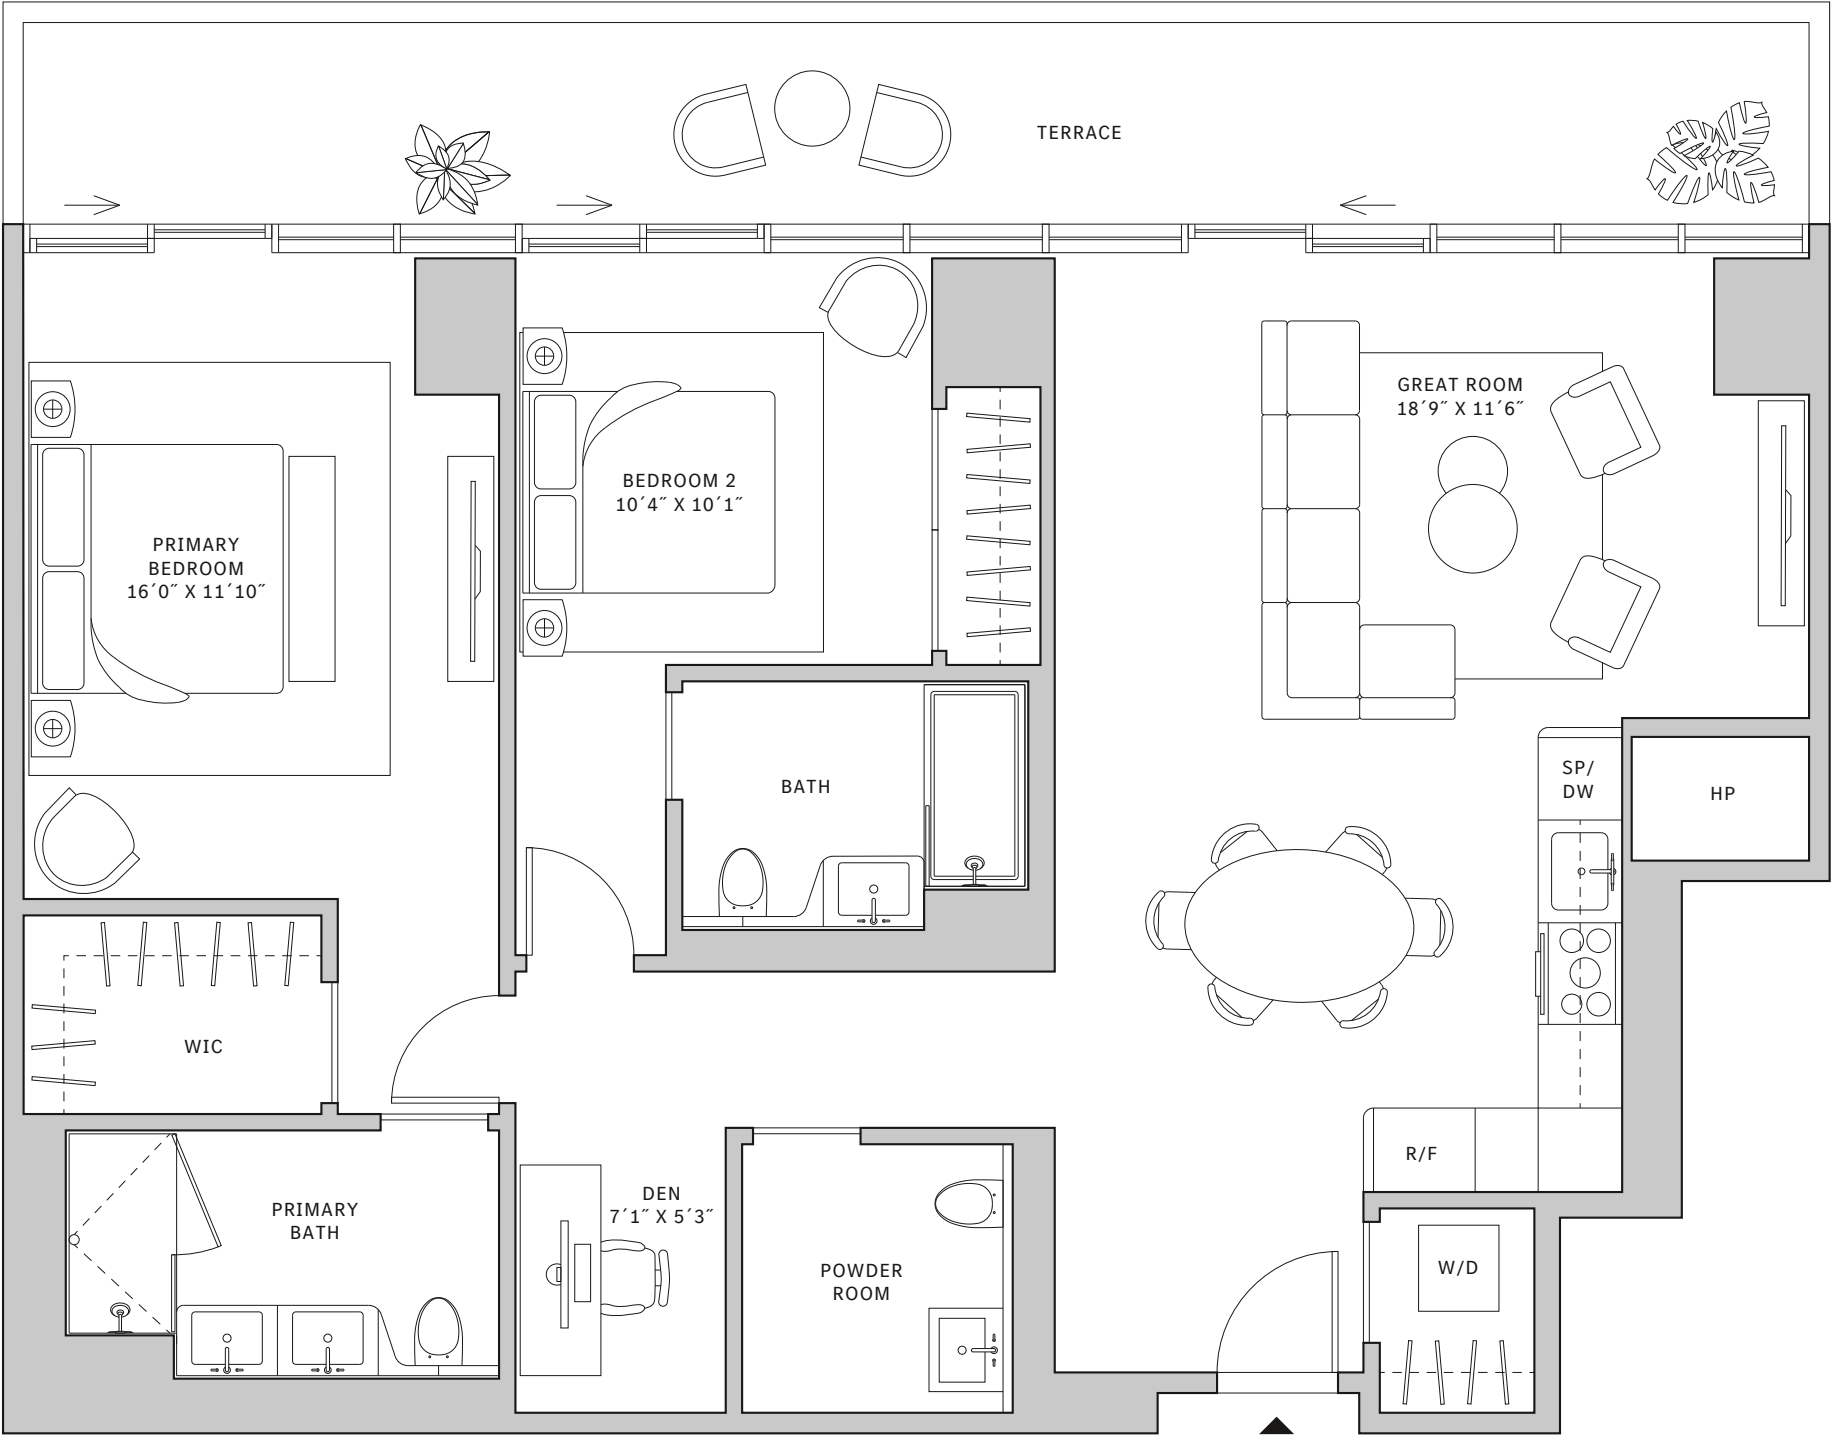 TERRACE
GREAT ROOM
18´9˝ X 11´6˝
BEDROOM 2
10´4˝ X 10´1˝
PRIMARY
BEDROOM
16´0˝ X 11´10˝
BATH
SP/
DW
HP
WIC
R/F
DEN
7´1˝ X 5´3˝
PRIMARY
BATH
POWDER
ROOM
W/D